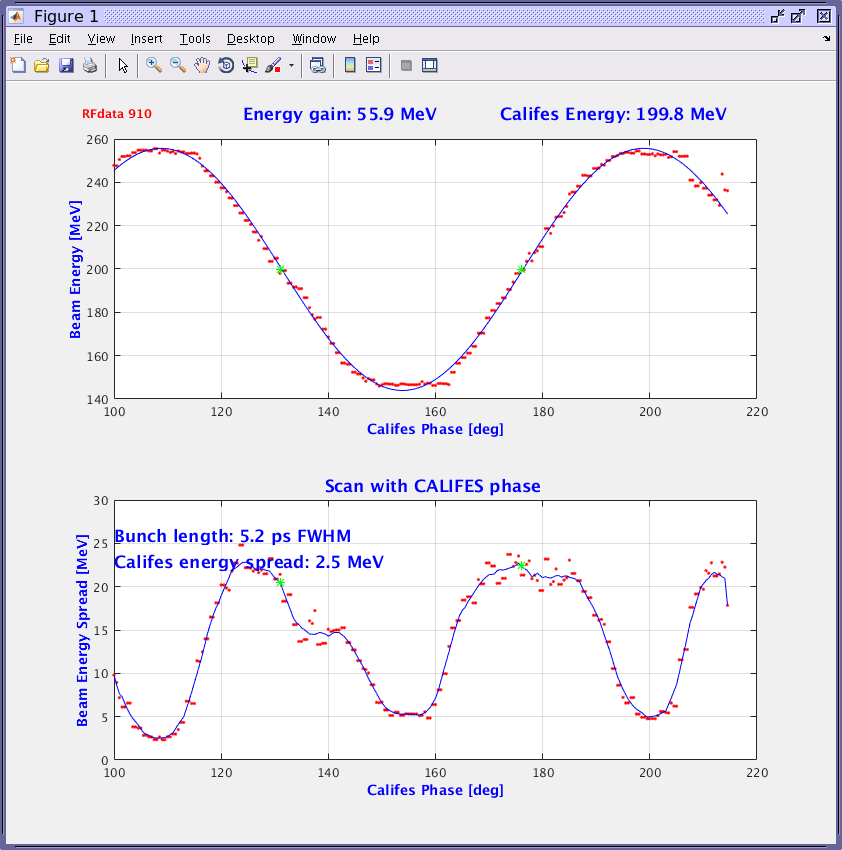 Figure 1
File Edit View Insert Tools Desktop Window Help
RFdata 910 Energy gain: 55.9 MeV Califes Energy: 199.8 MeV
260
240
220
200
180
160
140
Beam Energy [MeV]
100 120 140 160 180 200 220
Califes Phase [deg]
Scan with CALIFES phase
30
25
20
15
10
5
0
Beam Energy Spread [MeV]
Bunch length: 5.2 ps FWHM
Califes energy spread: 2.5 MeV
100 120 140 160 180 200 220
Califes Phase [deg]